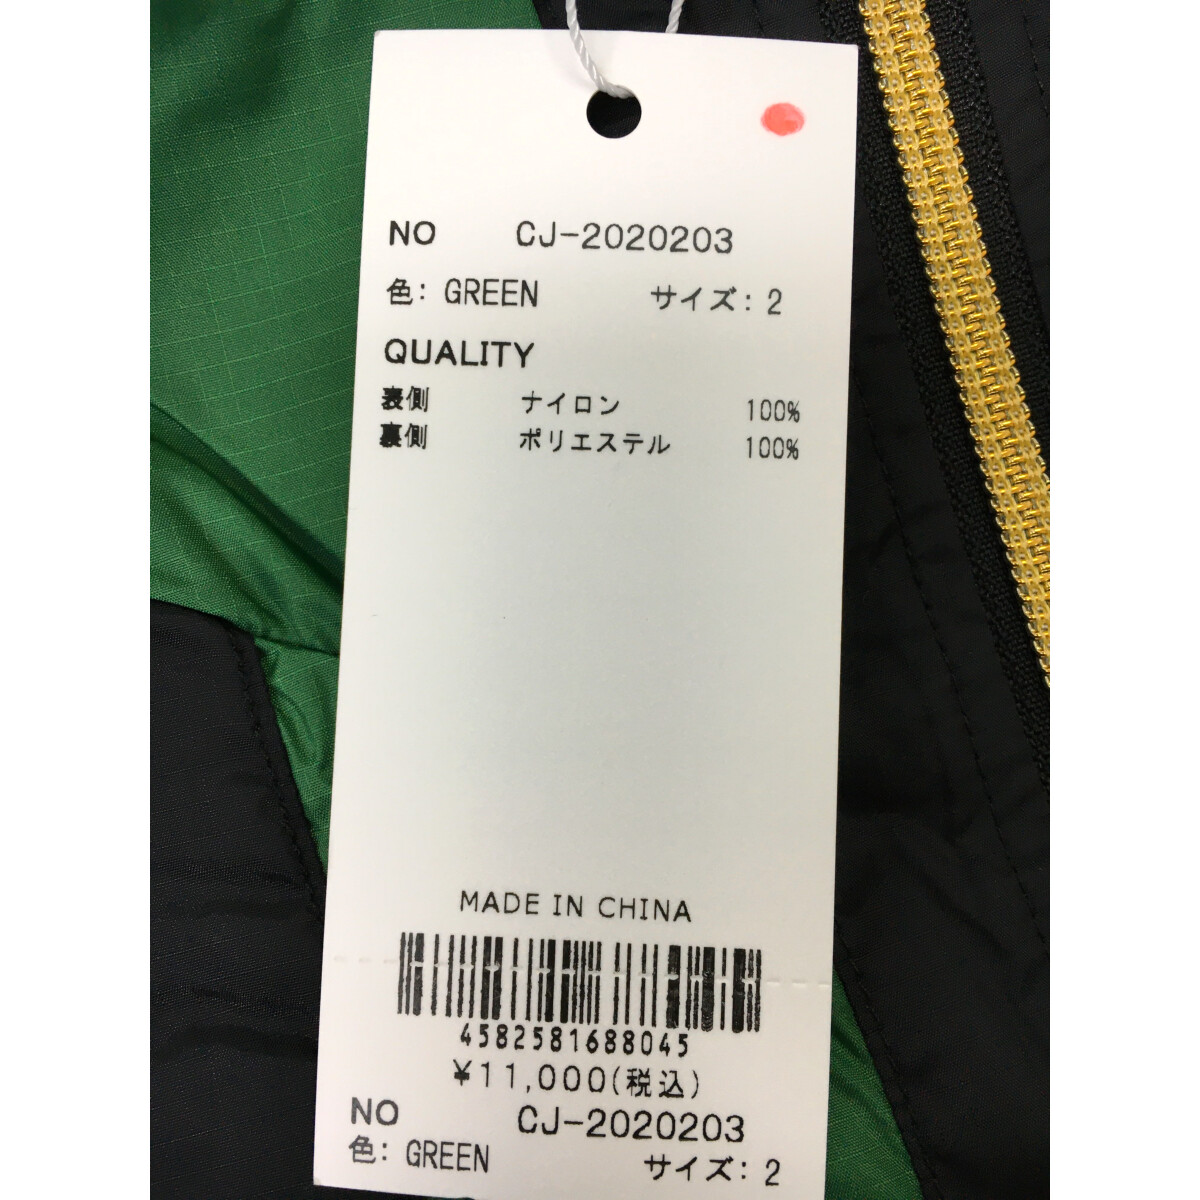 NO CJ-2020203
色: GREEN サイズ: 2
QUALITY
表側 ナイロン 100%
裏側 ポリエステル 100%
MADE IN CHINA
4582581688045
¥11,000(税込)
NO CJ-2020203
色: GREEN サイズ: 2